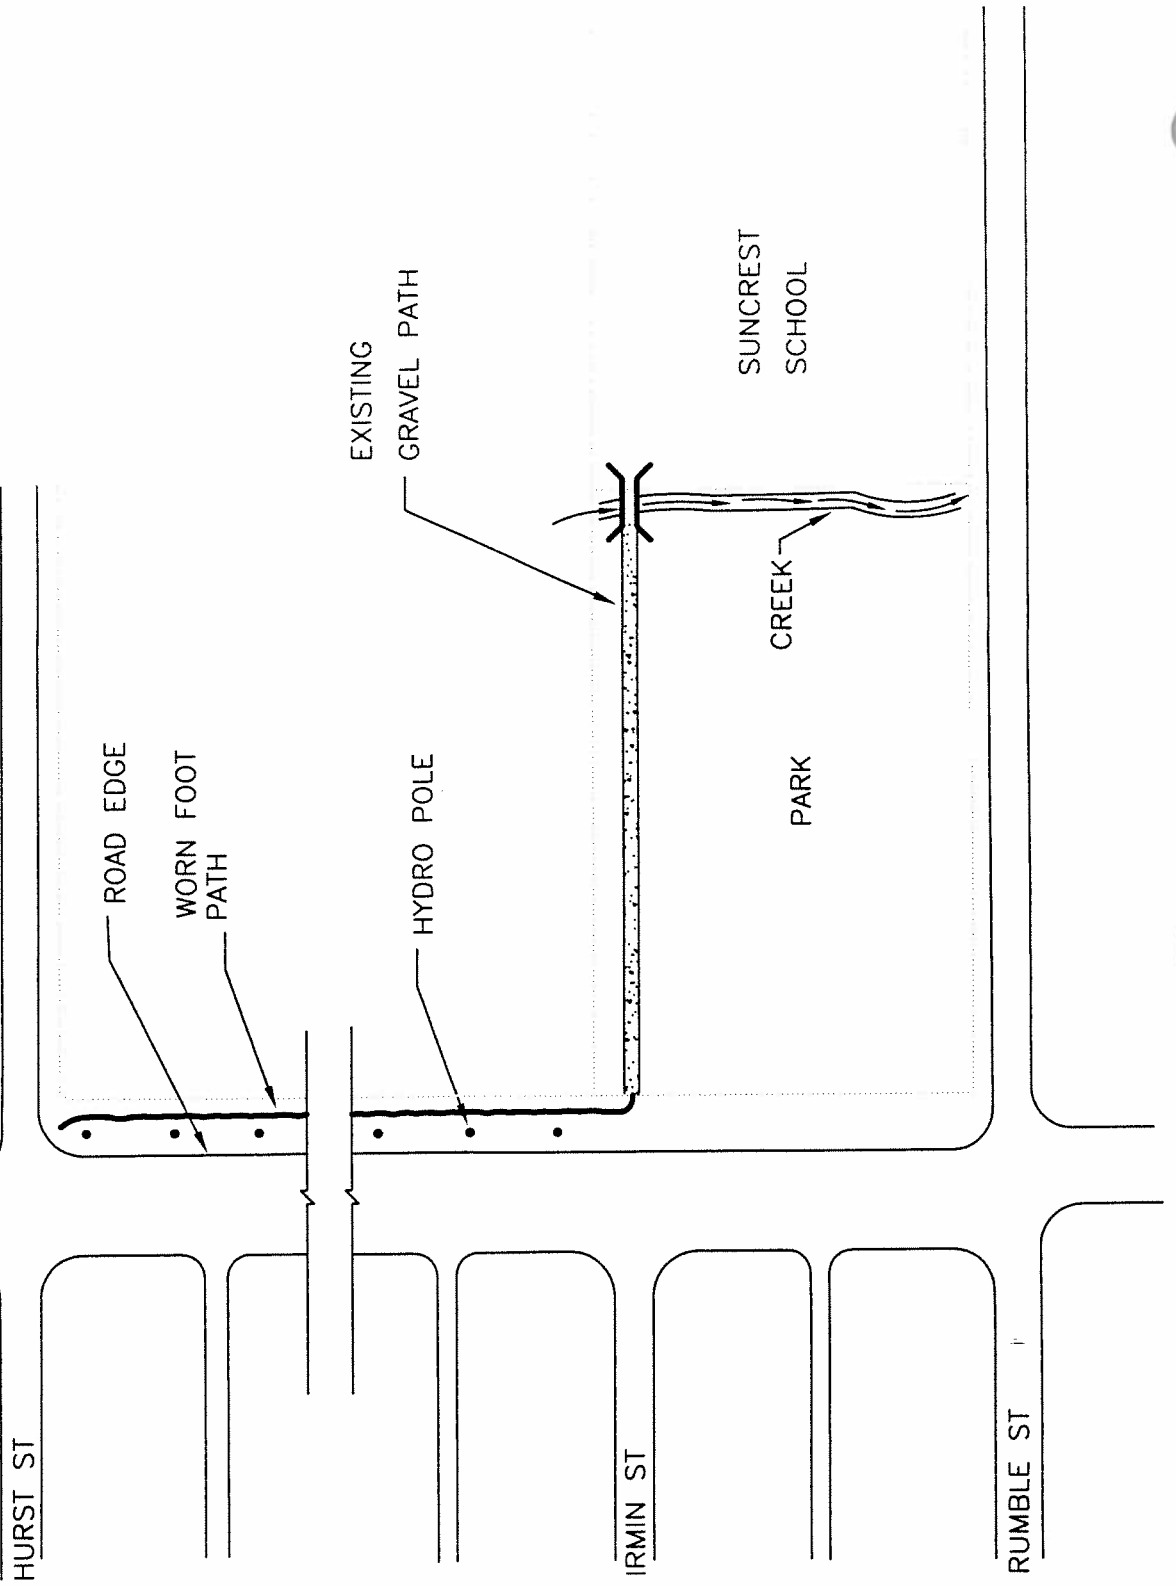 HURST ST
ROAD EDGE
WORN FOOT
PATH
HYDRO POLE
EXISTING
GRAVEL PATH
IRMIN ST
PARK
CREEK
SUNCREST
SCHOOL
RUMBLE ST